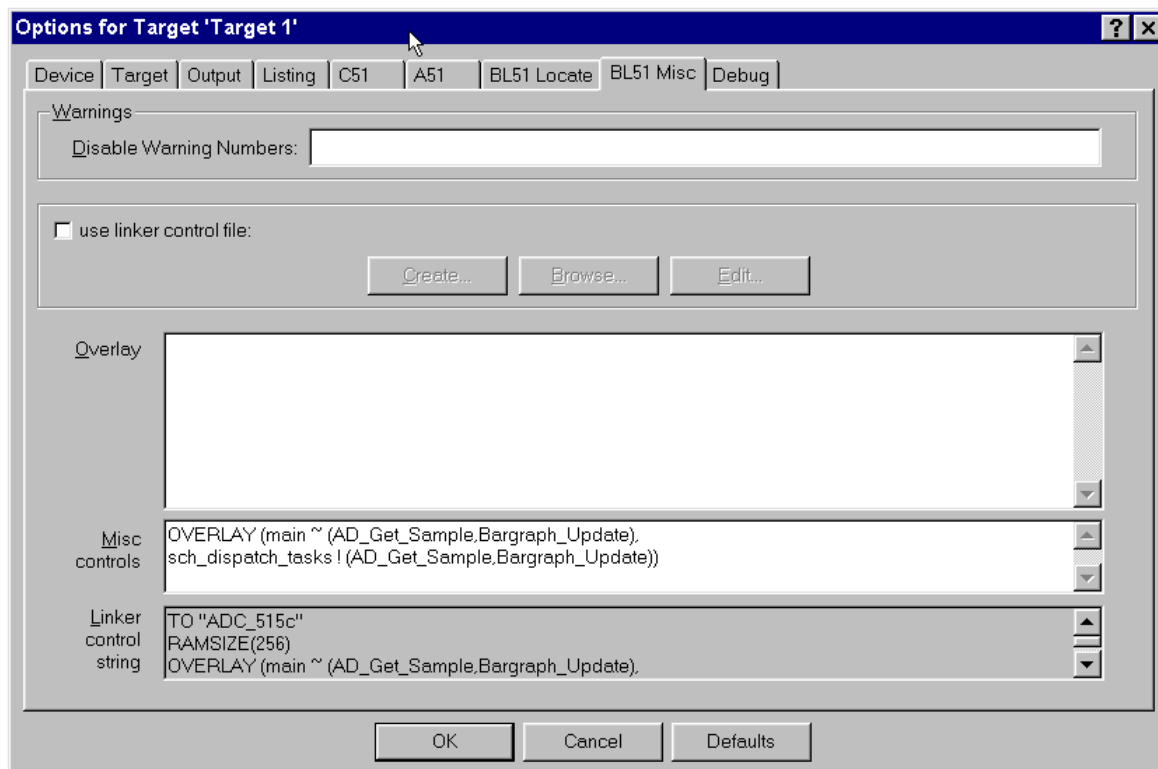 Options for Target 'Target 1'
Device Target Output Listing C51 A51 BL51 Locate BL51 Misc Debug
Warnings
Disable Warning Numbers:
use linker control file:
Create... Browse... Edit...
Overlay
Misc controls
OVERLAY (main ~ (AD_Get_Sample,Bargraph_Update),
sch_dispatch_tasks ! (AD_Get_Sample,Bargraph_Update))
Linker control string
TO "ADC_515c"
RAMSIZE(256)
OVERLAY (main ~ (AD_Get_Sample,Bargraph_Update),
OK Cancel Defaults